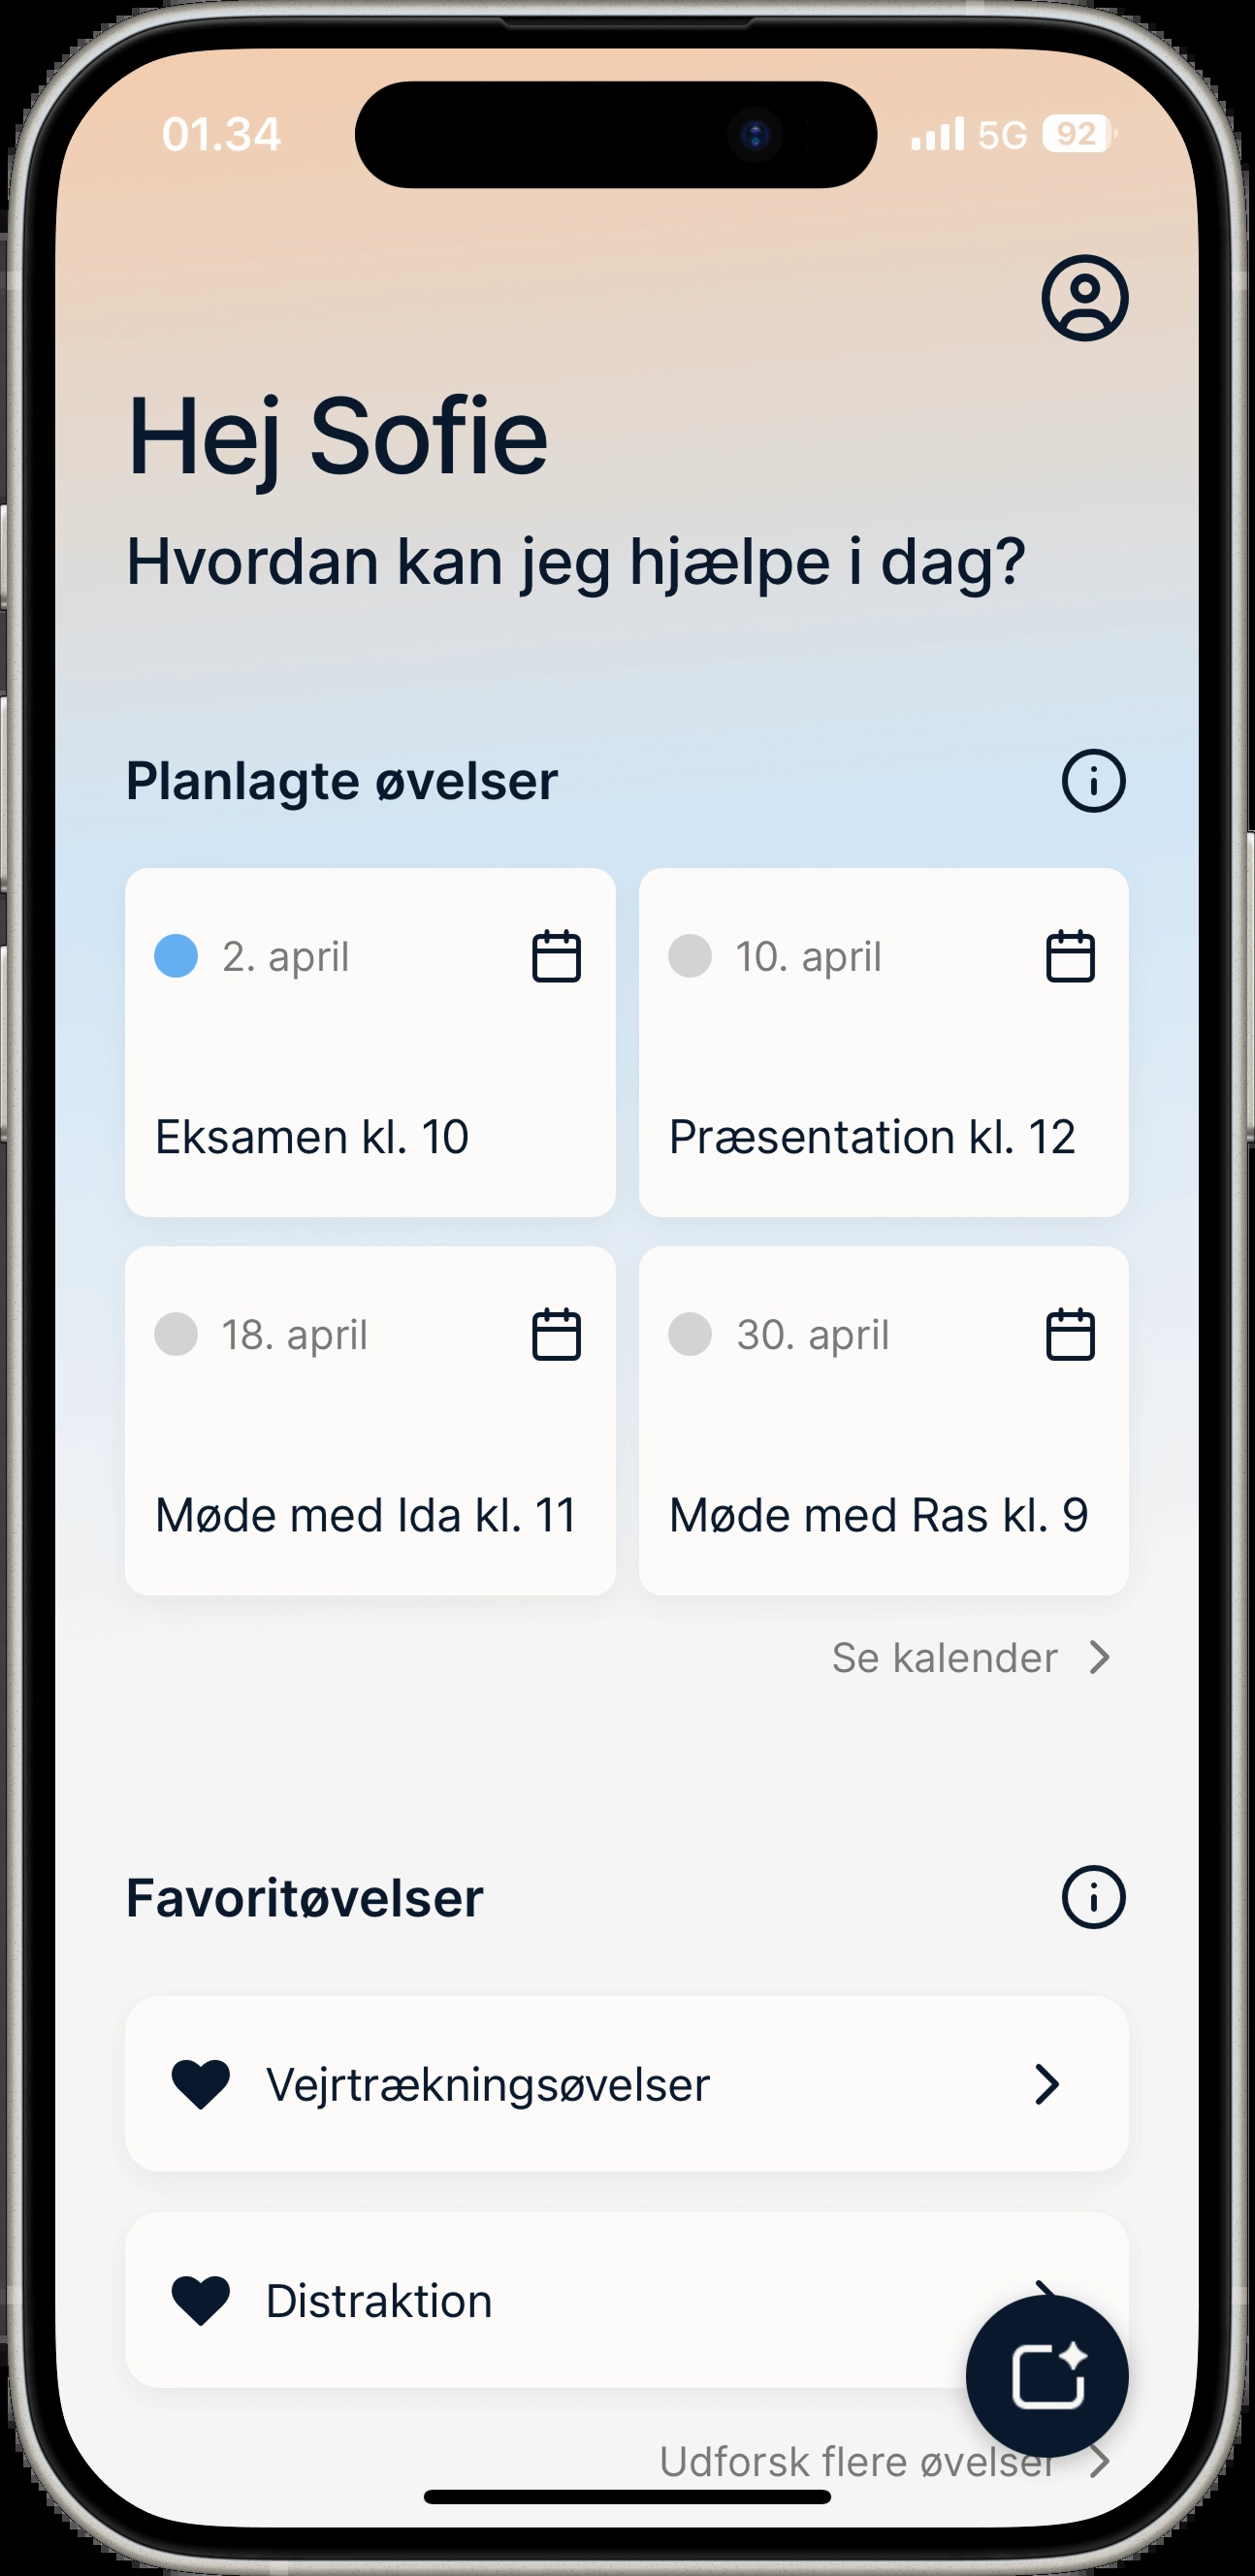 01.34
5G 92
Hej Sofie
Hvordan kan jeg hjælpe i dag?
Planlagte øvelser
2. april
10. april
Eksamen kl. 10
Præsentation kl. 12
18. april
30. april
Møde med Ida kl. 11
Møde med Ras kl. 9
Se kalender
Favoritøvelser
Vejrtrækningsøvelser
Distraktion
Udforsk flere øvelser